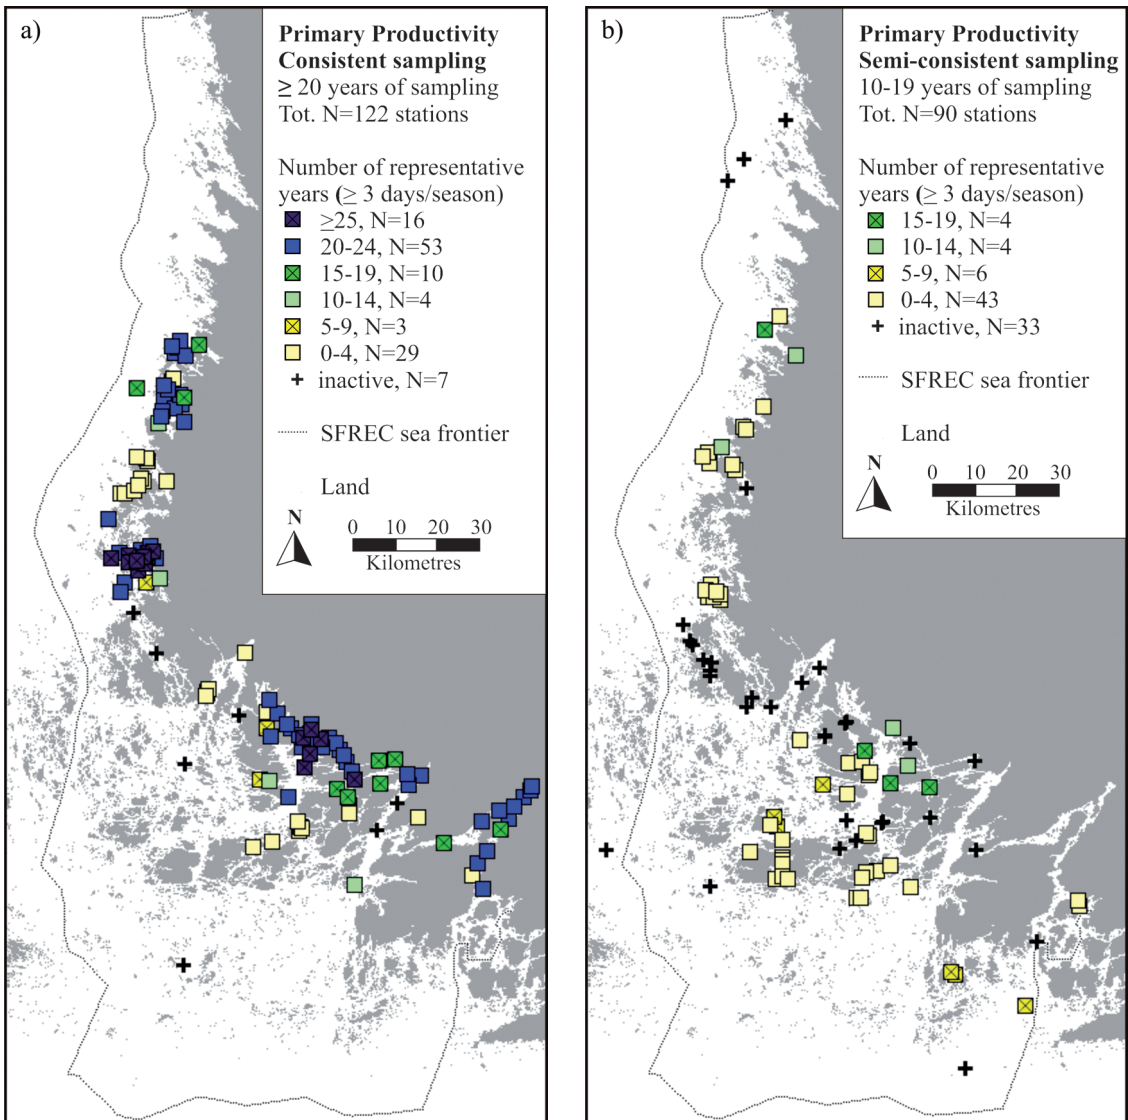 a)
Primary Productivity
Consistent sampling
≥ 20 years of sampling
Tot. N=122 stations
Number of representative
years (≥ 3 days/season)
≥25, N=16
20-24, N=53
15-19, N=10
10-14, N=4
5-9, N=3
0-4, N=29
inactive, N=7
SFREC sea frontier
Land
N
0 10 20 30
Kilometres
b)
Primary Productivity
Semi-consistent sampling
10-19 years of sampling
Tot. N=90 stations
Number of representative
years (≥ 3 days/season)
15-19, N=4
10-14, N=4
5-9, N=6
0-4, N=43
inactive, N=33
SFREC sea frontier
Land
N
0 10 20 30
Kilometres